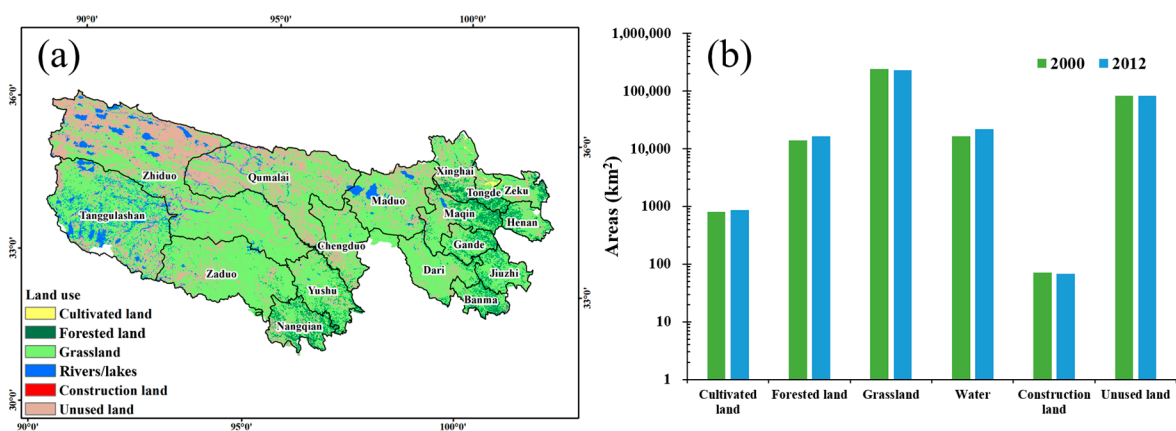 90°0'
95°0'
100°0'
(a)
36°0'
36°0'
Xinghai
Zhiduo
Qumalai
Tongde
Zeku
Maduo
Tanggulashan
Maqin
Henan
Chengduo
Gande
33°0'
Zaduo
Dari
Jiuzhi
Yushu
Banma
33°0'
Nangqian
Land use
Cultivated land
Forested land
Grassland
Rivers/lakes
Construction land
Unused land
30°0'
90°0'
95°0'
100°0'
(b)
2000
2012
Areas (km²)
1,000,000
100,000
10,000
1000
100
10
1
Cultivated
land
Forested land
Grassland
Water
Construction
land
Unused land